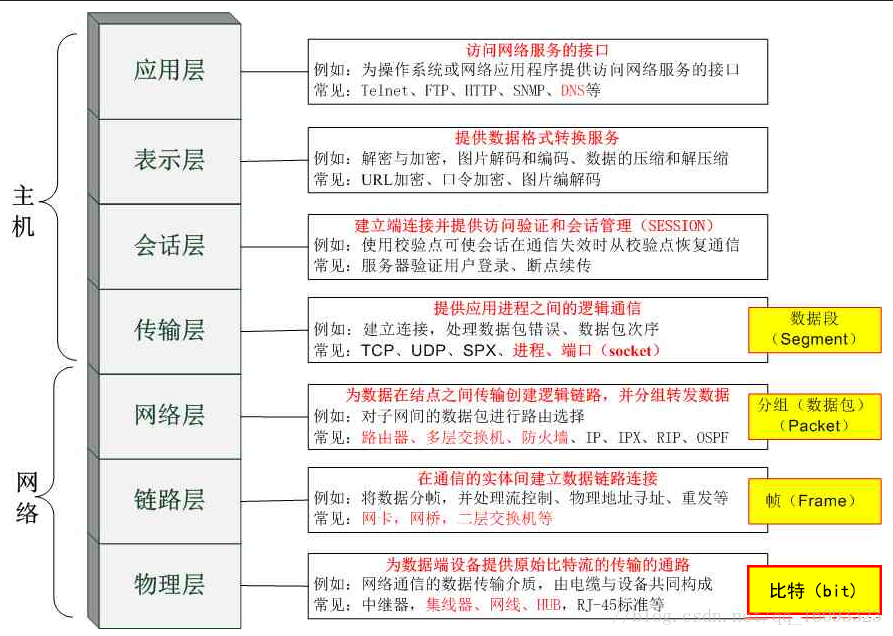 应用层
访问网络服务的接口
例如：为操作系统或网络应用程序提供访问网络服务的接口
常见：Telnet、FTP、HTTP、SNMP、DNS等
表示层
提供数据格式转换服务
例如：解密与加密，图片解码和编码、数据的压缩和解压缩
常见：URL加密、口令加密、图片编解码
主机
会话层
建立端连接并提供访问验证和会话管理（SESSION）
例如：使用校验点可使会话在通信失效时从校验点恢复通信
常见：服务器验证用户登录、断点续传
传输层
提供应用进程之间的逻辑通信
例如：建立连接，处理数据包错误、数据包次序
常见：TCP、UDP、SPX、进程、端口（socket）
数据段
（Segment）
网络层
为数据在结点之间传输创建逻辑链路，并分组转发数据
例如：对子网间的数据包进行路由选择
常见：路由器、多层交换机、防火墙、IP、IPX、RIP、OSPF
分组（数据包）
（Packet）
网络
链路层
在通信的实体间建立数据链路连接
例如：将数据分帧，并处理流控制、物理地址寻址、重发等
常见：网卡，网桥，二层交换机等
帧（Frame）
物理层
为数据端设备提供原始比特流的传输的通路
例如：网络通信的数据传输介质，由电缆与设备共同构成
常见：中继器，集线器、网线、HUB，RJ-45标准等
比特（bit）